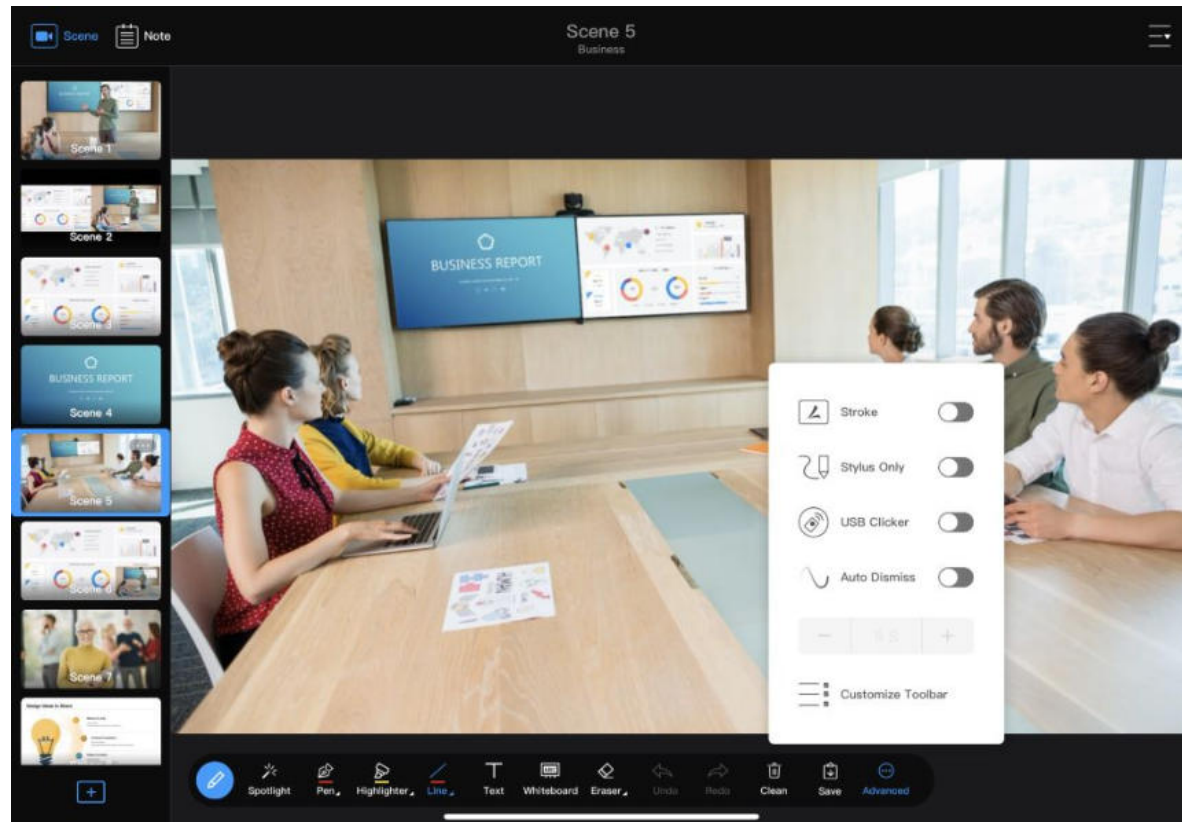 Scene
Note
Scene 5
Business
Scene 1
Scene 2
Scene 3
BUSINESS REPORT
Scene 4
Scene 5
Scene 6
Scene 7
BUSINESS REPORT
Stroke
Stylus Only
USB Clicker
Auto Dismiss
Customize Toolbar
Spotlight
Pen
Highlighter
Line
Text
Whiteboard
Eraser
Undo
Redo
Clean
Save
Advanced